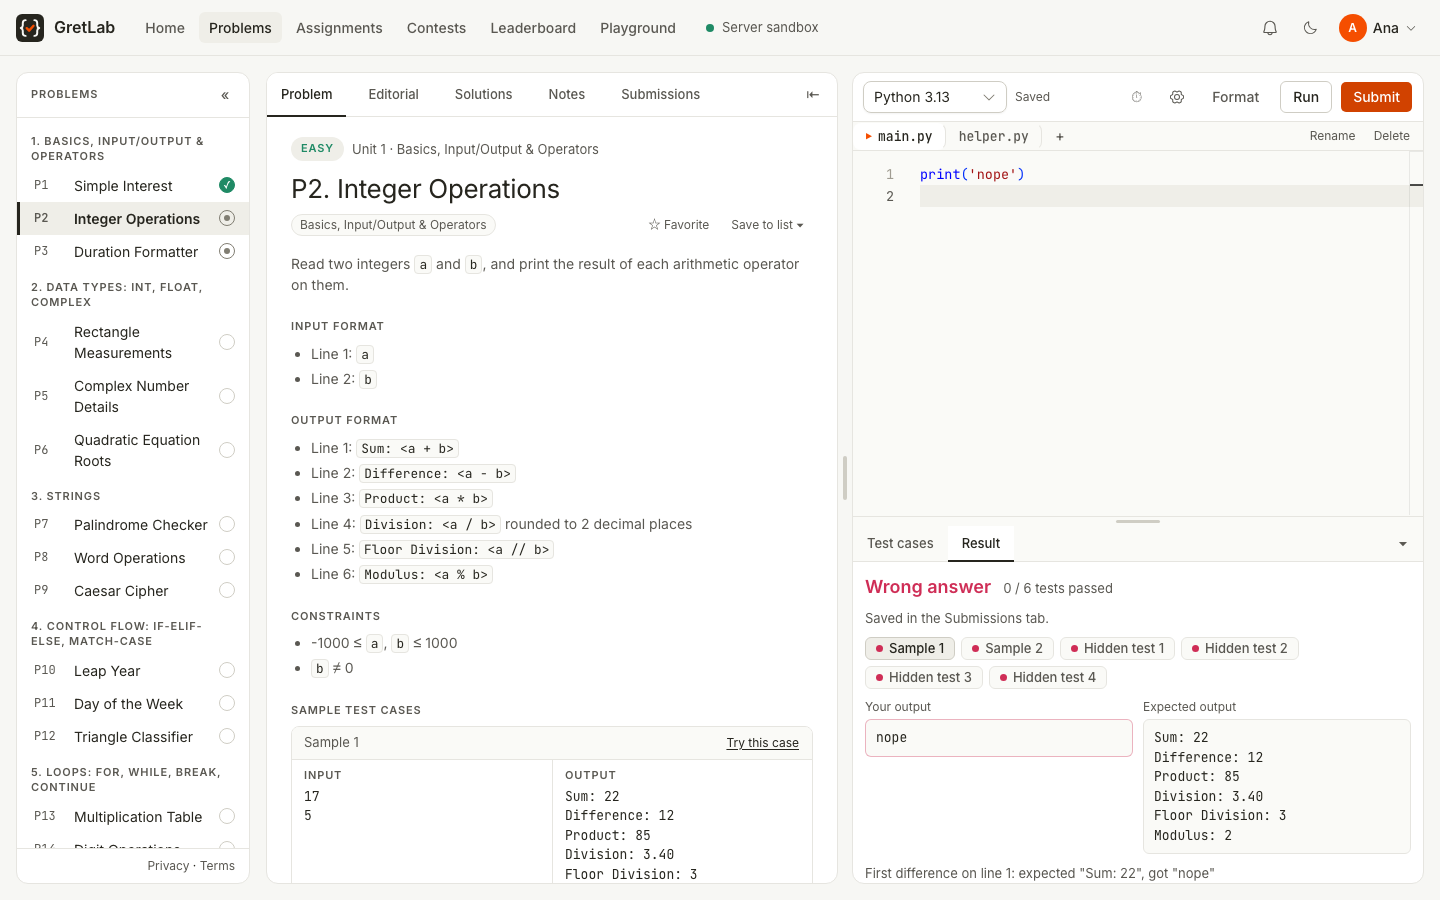 GretLab
Home
Problems
Assignments
Contests
Leaderboard
Playground
Server sandbox
A
Ana
PROBLEMS
«
1. BASICS, INPUT/OUTPUT &
OPERATORS
P1 Simple Interest
P2 Integer Operations
P3 Duration Formatter
2. DATA TYPES: INT, FLOAT,
COMPLEX
P4 Rectangle
Measurements
P5 Complex Number
Details
P6 Quadratic Equation
Roots
3. STRINGS
P7 Palindrome Checker
P8 Word Operations
P9 Caesar Cipher
4. CONTROL FLOW: IF-ELIF-
ELSE, MATCH-CASE
P10 Leap Year
P11 Day of the Week
P12 Triangle Classifier
5. LOOPS: FOR, WHILE, BREAK,
CONTINUE
P13 Multiplication Table
P14 Digit Operations
Privacy · Terms
Problem
Editorial
Solutions
Notes
Submissions
EASY Unit 1 · Basics, Input/Output & Operators
P2. Integer Operations
Basics, Input/Output & Operators
☆ Favorite
Save to list
Read two integers a and b, and print the result of each arithmetic operator
on them.
INPUT FORMAT
• Line 1: a
• Line 2: b
OUTPUT FORMAT
• Line 1: Sum: <a + b>
• Line 2: Difference: <a - b>
• Line 3: Product: <a * b>
• Line 4: Division: <a / b> rounded to 2 decimal places
• Line 5: Floor Division: <a // b>
• Line 6: Modulus: <a % b>
CONSTRAINTS
• -1000 ≤ a, b ≤ 1000
• b ≠ 0
SAMPLE TEST CASES
Sample 1
Try this case
INPUT
17
5
OUTPUT
Sum: 22
Difference: 12
Product: 85
Division: 3.40
Floor Division: 3
Python 3.13
Saved
Format
Run
Submit
main.py
helper.py
+
Rename
Delete
1 print('nope')
2
Test cases
Result
Wrong answer 0 / 6 tests passed
Saved in the Submissions tab.
Sample 1
Sample 2
Hidden test 1
Hidden test 2
Hidden test 3
Hidden test 4
Your output
nope
Expected output
Sum: 22
Difference: 12
Product: 85
Division: 3.40
Floor Division: 3
Modulus: 2
First difference on line 1: expected "Sum: 22", got "nope"